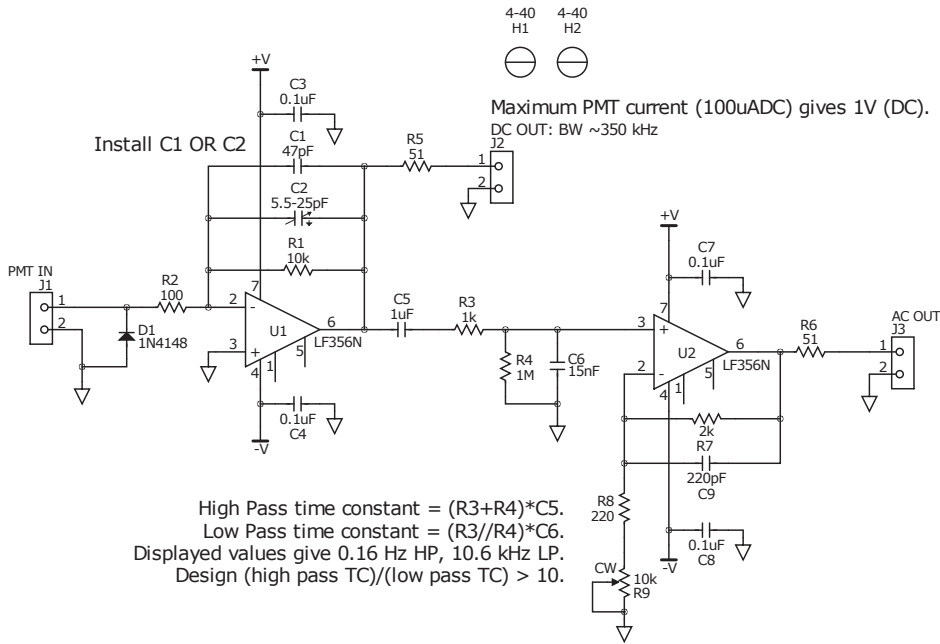 4-40 4-40
H1 H2
+V
C3
0.1uF
Maximum PMT current (100uADC) gives 1V (DC).
DC OUT: BW ~350 kHz
Install C1 OR C2
C1
47pF
R5
51
J2
1
2
C2
5.5-25pF
+V
R1
10k
C7
0.1uF
PMT IN
J1
1
2
R2
100
D1
1N4148
7
2
-
3
+
U1
6
LF356N
4
1
5
C5
1uF
R3
1k
R4
1M
C6
15nF
7
3
+
2
-
U2
6
LF356N
4
1
5
R6
51
AC OUT
J3
1
2
0.1uF
C4
-V
2k
R7
220pF
C9
R8
220
0.1uF
C8
-V
CW
10k
R9
High Pass time constant = (R3+R4)*C5.
Low Pass time constant = (R3//R4)*C6.
Displayed values give 0.16 Hz HP, 10.6 kHz LP.
Design (high pass TC)/(low pass TC) > 10.